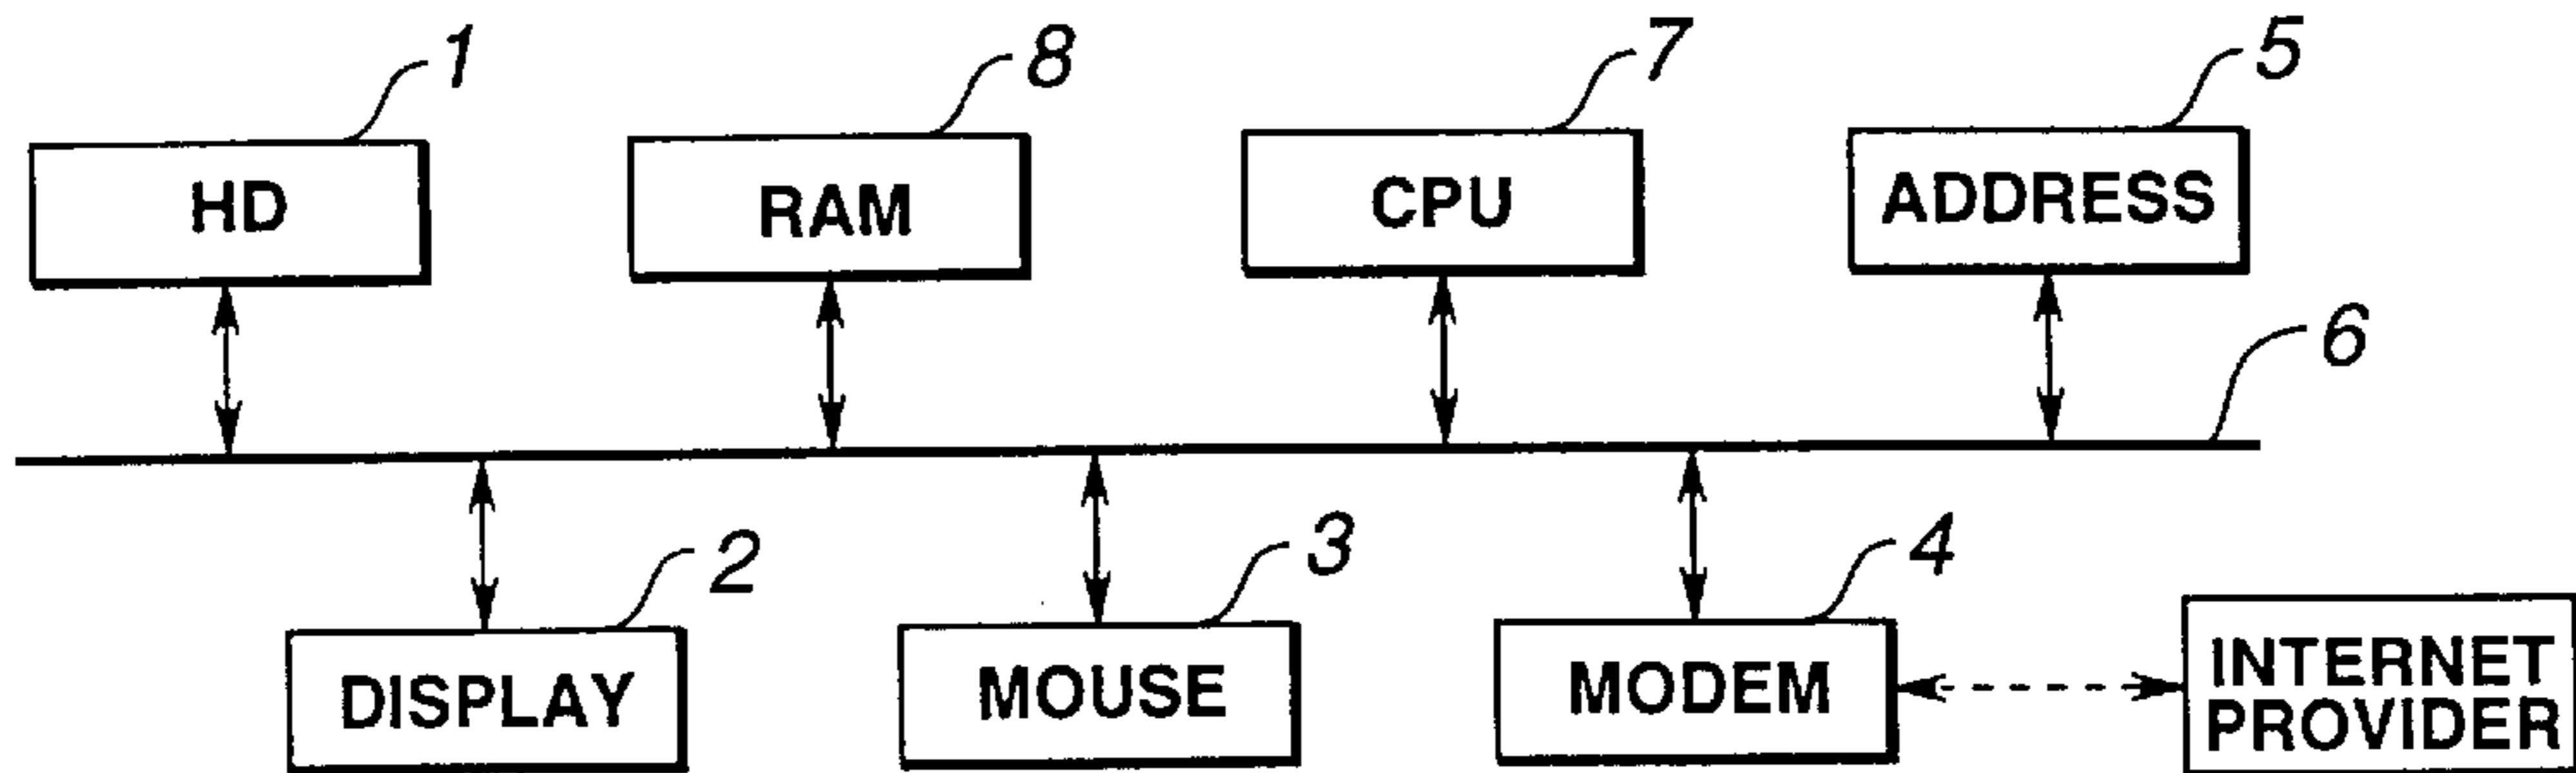 1
8
7
5
HD
RAM
CPU
ADDRESS
6
2
3
4
DISPLAY
MOUSE
MODEM
INTERNET
PROVIDER